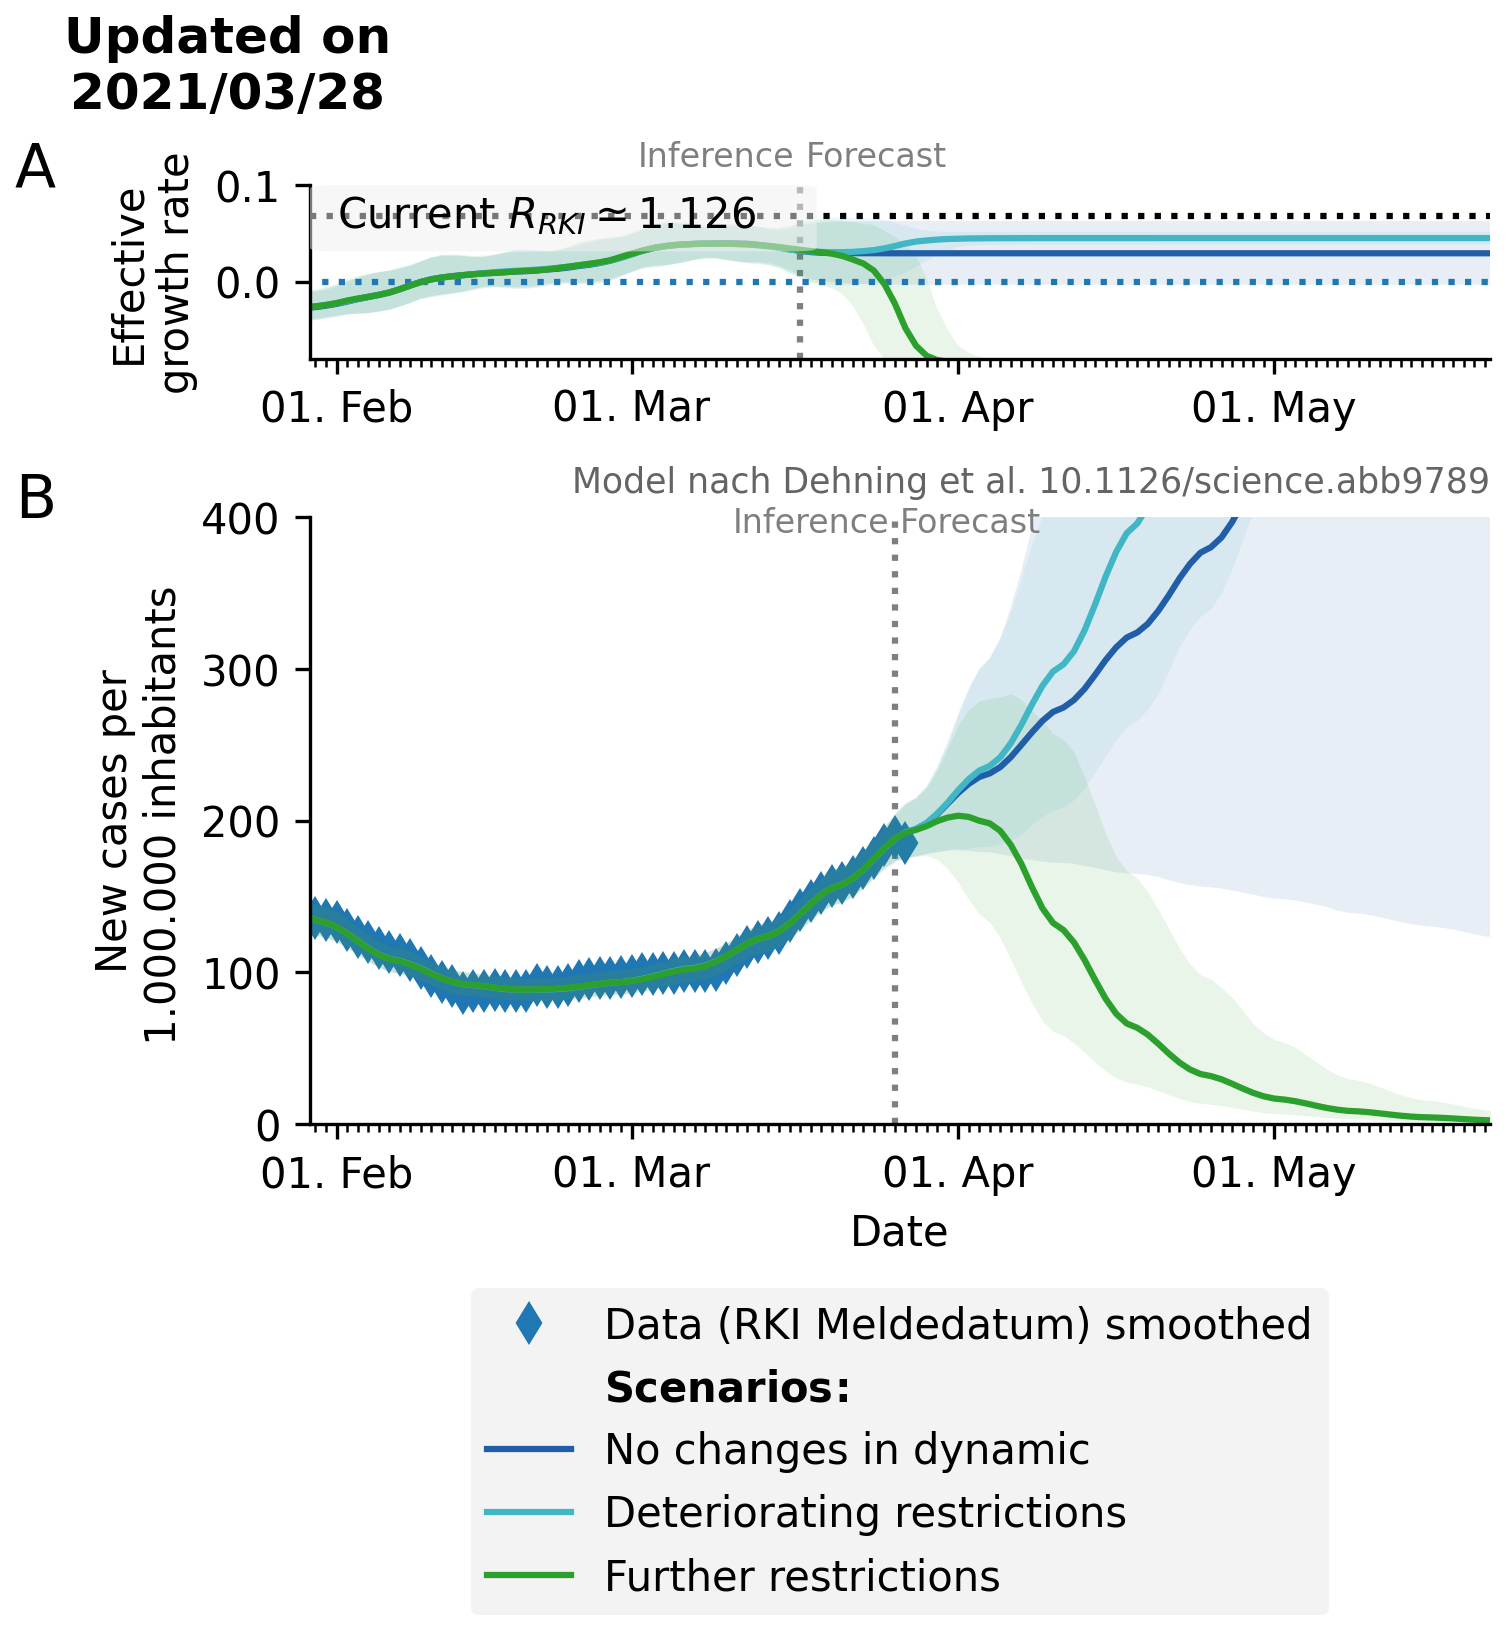 Updated on
2021/03/28
A
Inference Forecast
Effective
growth rate
0.1
0.0
Current R_RKI ≃ 1.126
01. Feb 01. Mar 01. Apr 01. May
B
Model nach Dehning et al. 10.1126/science.abb9789
Inference Forecast
New cases per
1.000.000 inhabitants
400
300
200
100
0
01. Feb 01. Mar 01. Apr 01. May
Date
Data (RKI Meldedatum) smoothed
Scenarios:
No changes in dynamic
Deteriorating restrictions
Further restrictions